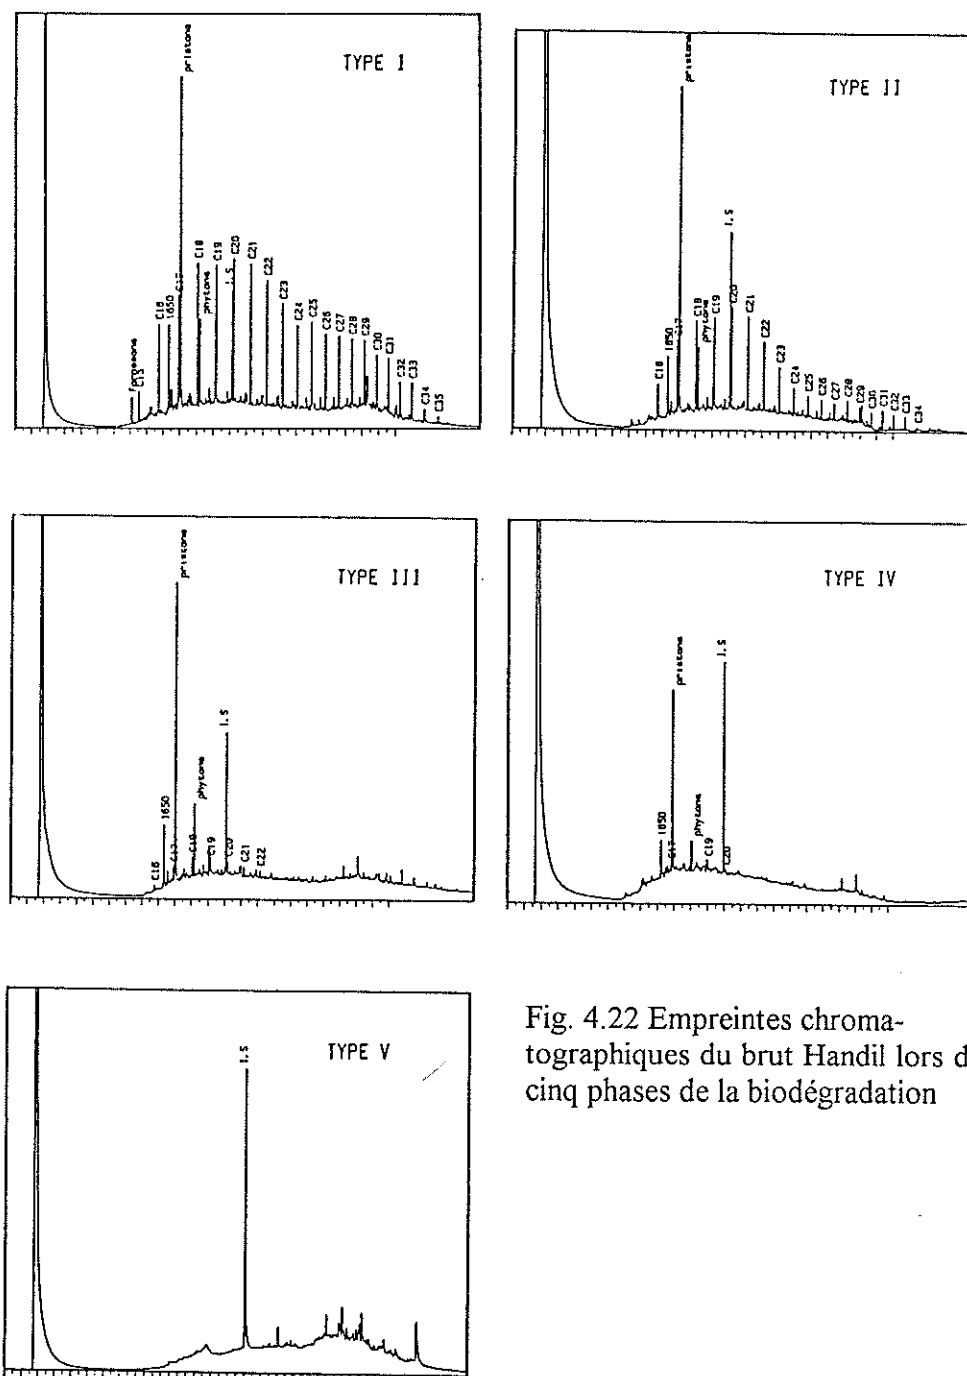 TYPE I
pristane
farnesane
C15
C16
1650
C17
C18
phytane
C19
I.S
C20
C21
C22
C23
C24
C25
C26
C27
C28
C29
C30
C31
C32
C33
C34
C35
TYPE II
pristane
C16
1650
C17
C18
phytane
C19
I.S
C20
C21
C22
C23
C24
C25
C26
C27
C28
C29
C30
C31
C32
C33
C34
TYPE III
pristane
C16
1650
C17
C18
phytane
C19
I.S
C20
C21
C22
TYPE IV
pristane
1650
C17
phytane
C19
I.S
C20
TYPE V
I.S
Fig. 4.22 Empreintes chroma-
tographiques du brut Handil lors d
cinq phases de la biodégradation